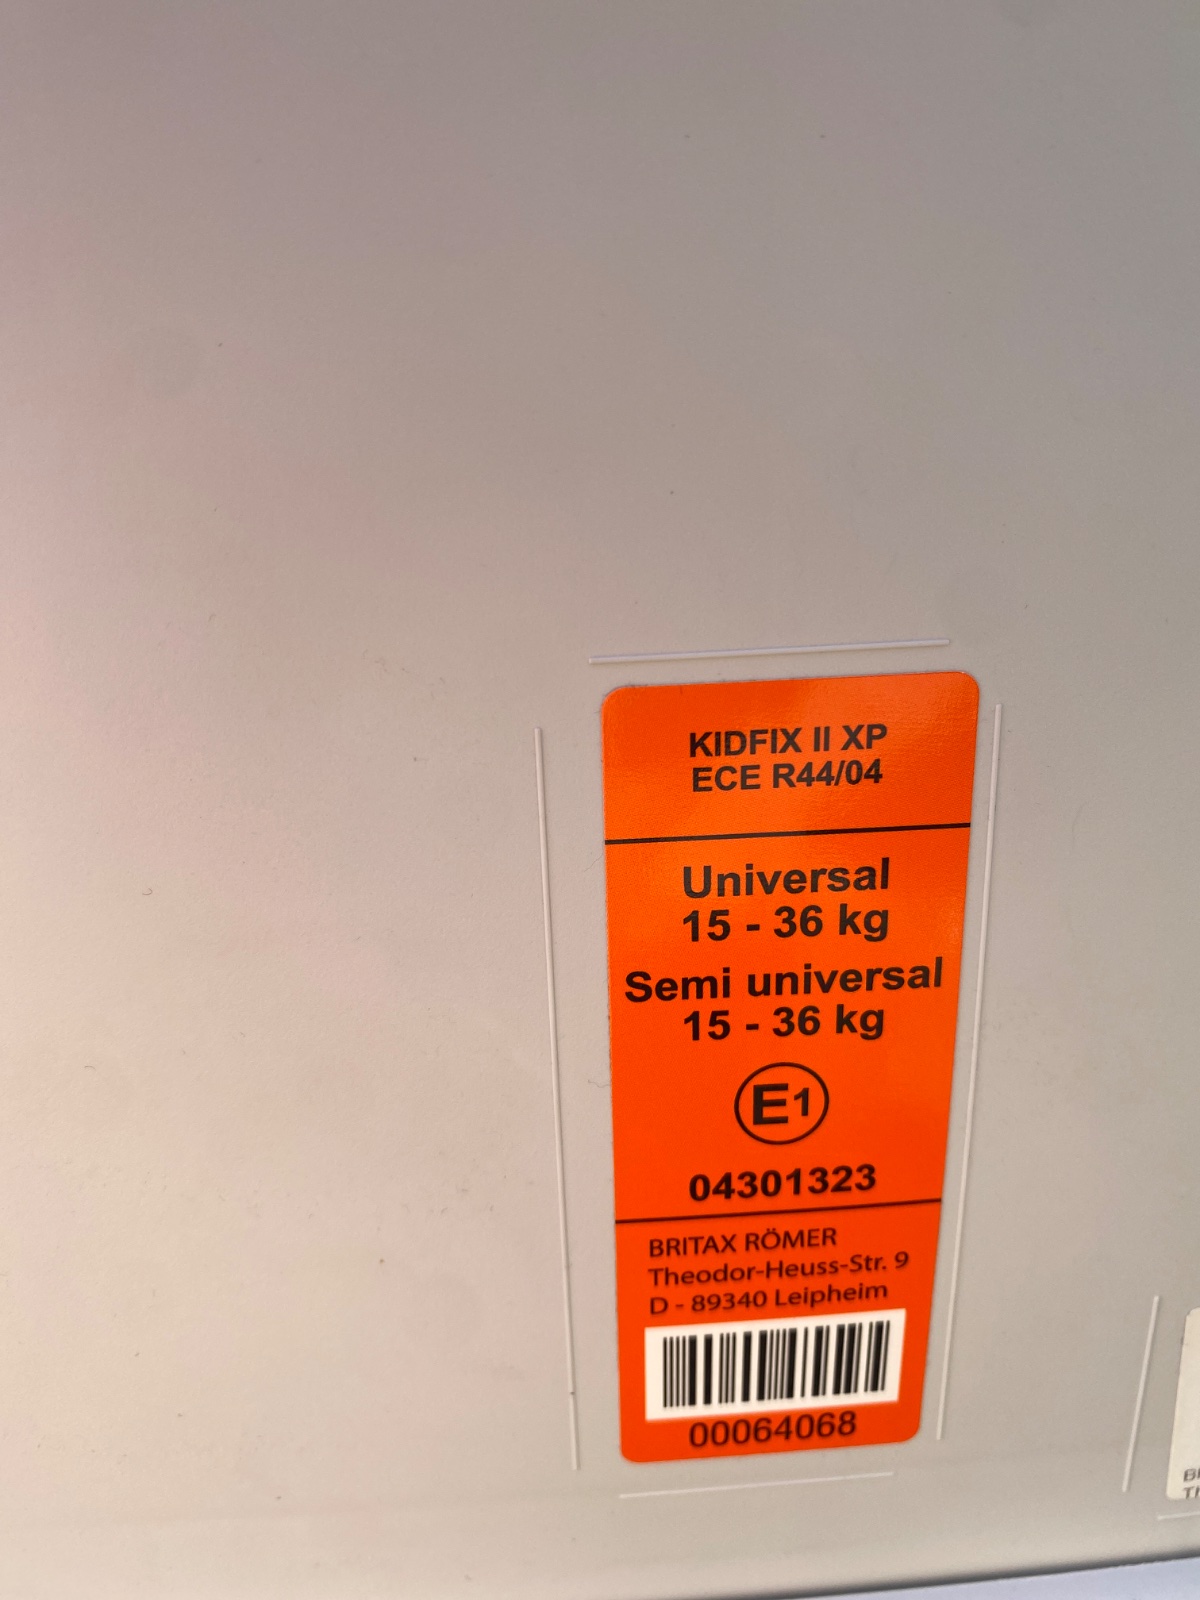 KIDFIX II XP
ECE R44/04
Universal
15 - 36 kg
Semi universal
15 - 36 kg
E1
04301323
BRITAX RÖMER
Theodor-Heuss-Str. 9
D - 89340 Leipheim
00064068